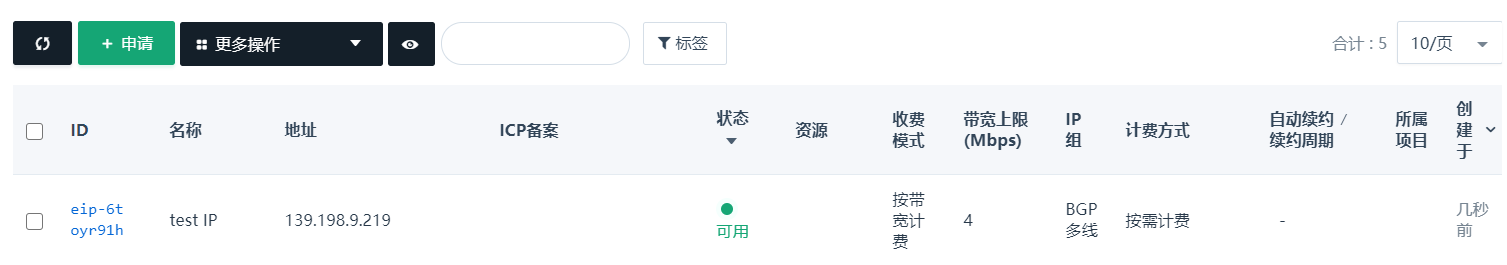 + 申请 更多操作 标签 合计 : 5 10/页
ID 名称 地址 ICP备案 状态 资源 收费模式 带宽上限(Mbps) IP组 计费方式 自动续约 / 续约周期 所属项目 创建于
eip-6toyr91h test IP 139.198.9.219 可用 按带宽计费 4 BGP多线 按需计费 - 几秒前